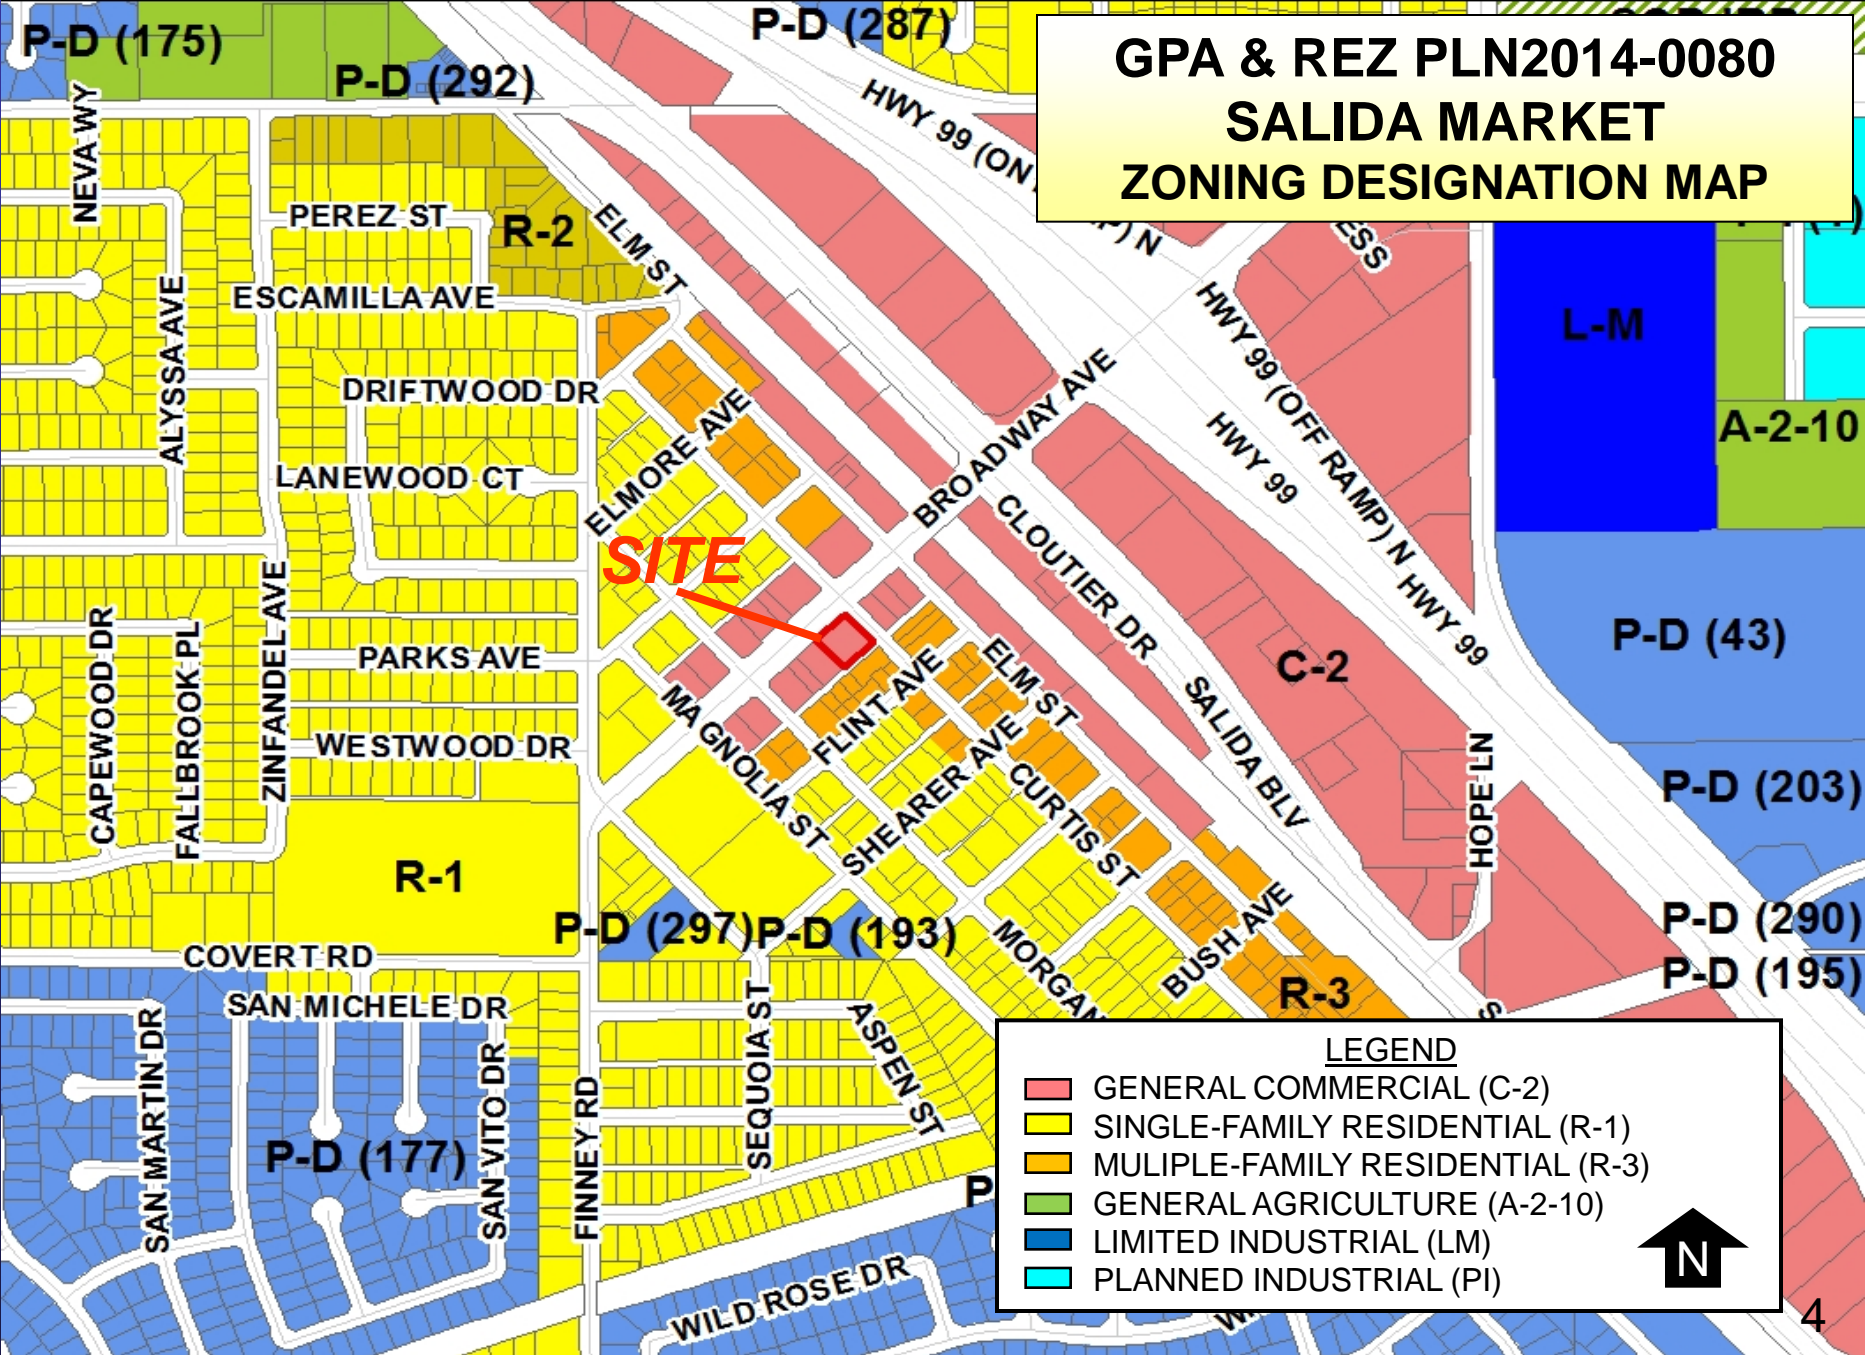 P-D (175)
P-D (287)
P-D (292)
GPA & REZ PLN2014-0080
SALIDA MARKET
ZONING DESIGNATION MAP
NEVA WY
HWY 99 (ON
P) N
ESS
PEREZ ST
R-2
ELM ST
ESCAMILLA AVE
ALYSSA AVE
L-M
HWY 99 (OFF RAMP) N
DRIFTWOOD DR
ELMORE AVE
BROADWAY AVE
HWY 99
A-2-10
LANEWOOD CT
CLOUTIER DR
SITE
HWY 99
P-D (43)
CAPEWOOD DR
FALLBROOK PL
ZINFANDEL AVE
PARKS AVE
C-2
ELM ST
FLINT AVE
MAGNOLIA ST
SALIDA BLV
WESTWOOD DR
SHEARER AVE
CURTIS ST
HOPE LN
P-D (203)
R-1
P-D (297)
P-D (193)
P-D (290)
BUSH AVE
MORGAN
COVERT RD
P-D (195)
R-3
SAN MICHELE DR
SAN MARTIN DR
SAN VITO DR
SEQUOIA ST
ASPEN ST
FINNEY RD
P-D (177)
P
S
WILD ROSE DR
LEGEND
GENERAL COMMERCIAL (C-2)
SINGLE-FAMILY RESIDENTIAL (R-1)
MULIPLE-FAMILY RESIDENTIAL (R-3)
GENERAL AGRICULTURE (A-2-10)
LIMITED INDUSTRIAL (LM)
PLANNED INDUSTRIAL (PI)
N
4